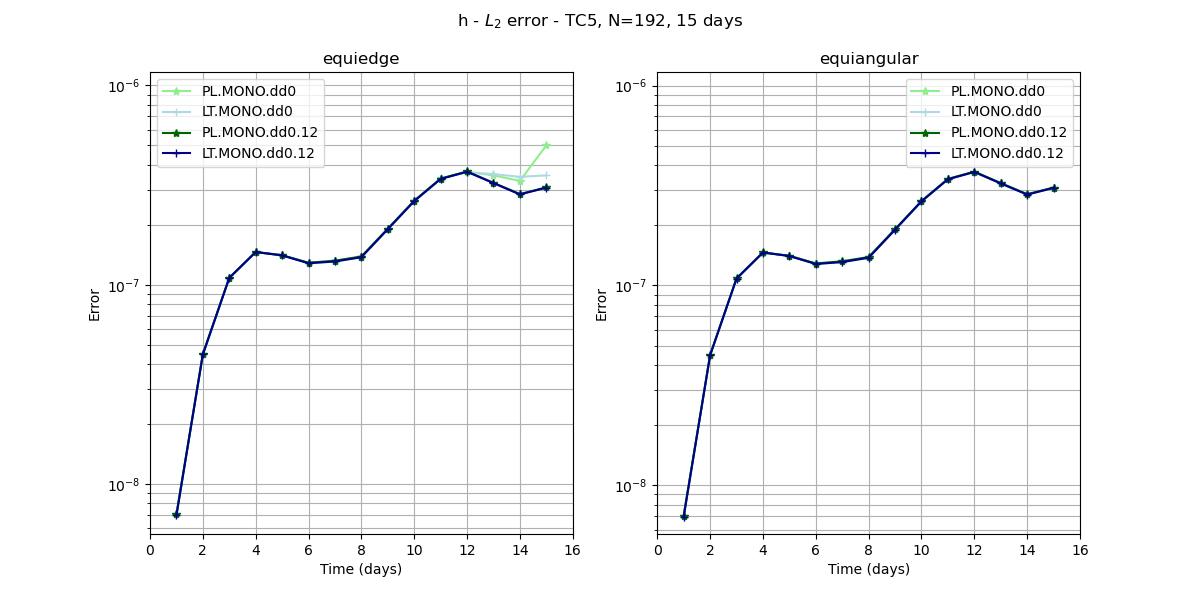 h - L₂ error - TC5, N=192, 15 days
equiedge
10⁻⁶
10⁻⁷
10⁻⁸
Error
PL.MONO.dd0
LT.MONO.dd0
PL.MONO.dd0.12
LT.MONO.dd0.12
0 2 4 6 8 10 12 14 16
Time (days)
equiangular
10⁻⁶
10⁻⁷
10⁻⁸
Error
PL.MONO.dd0
LT.MONO.dd0
PL.MONO.dd0.12
LT.MONO.dd0.12
0 2 4 6 8 10 12 14 16
Time (days)